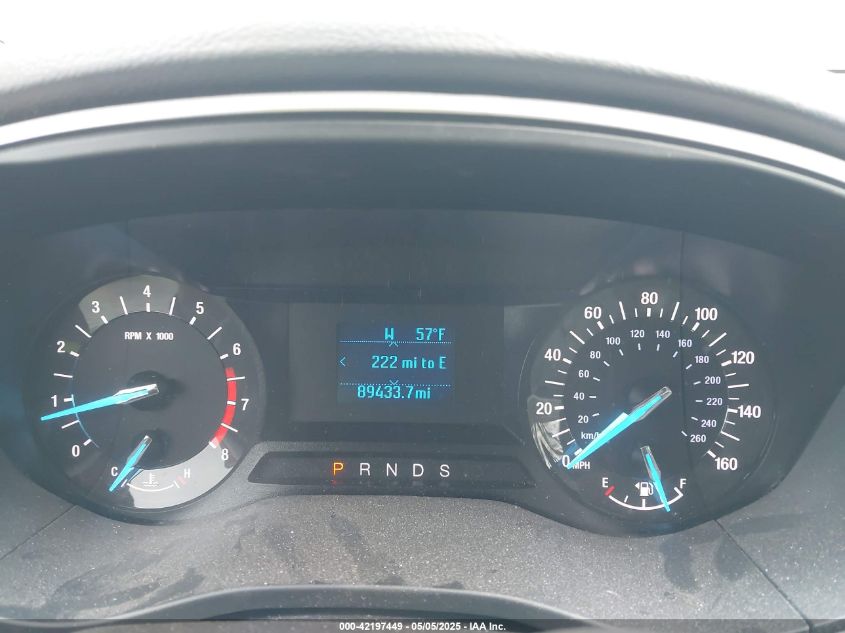 W 57°F
< 222 mi to E
89433.7mi
0 1 2 3 4 5 6 7 8
RPM X 1000
C H
P R N D S
0 20 40 60 80 100 120 140 160
MPH
20 40 60 80 100 120 140 160 180 200 220 240 260
km/h
E F
000-42197449 - 05/05/2025 - IAA Inc.